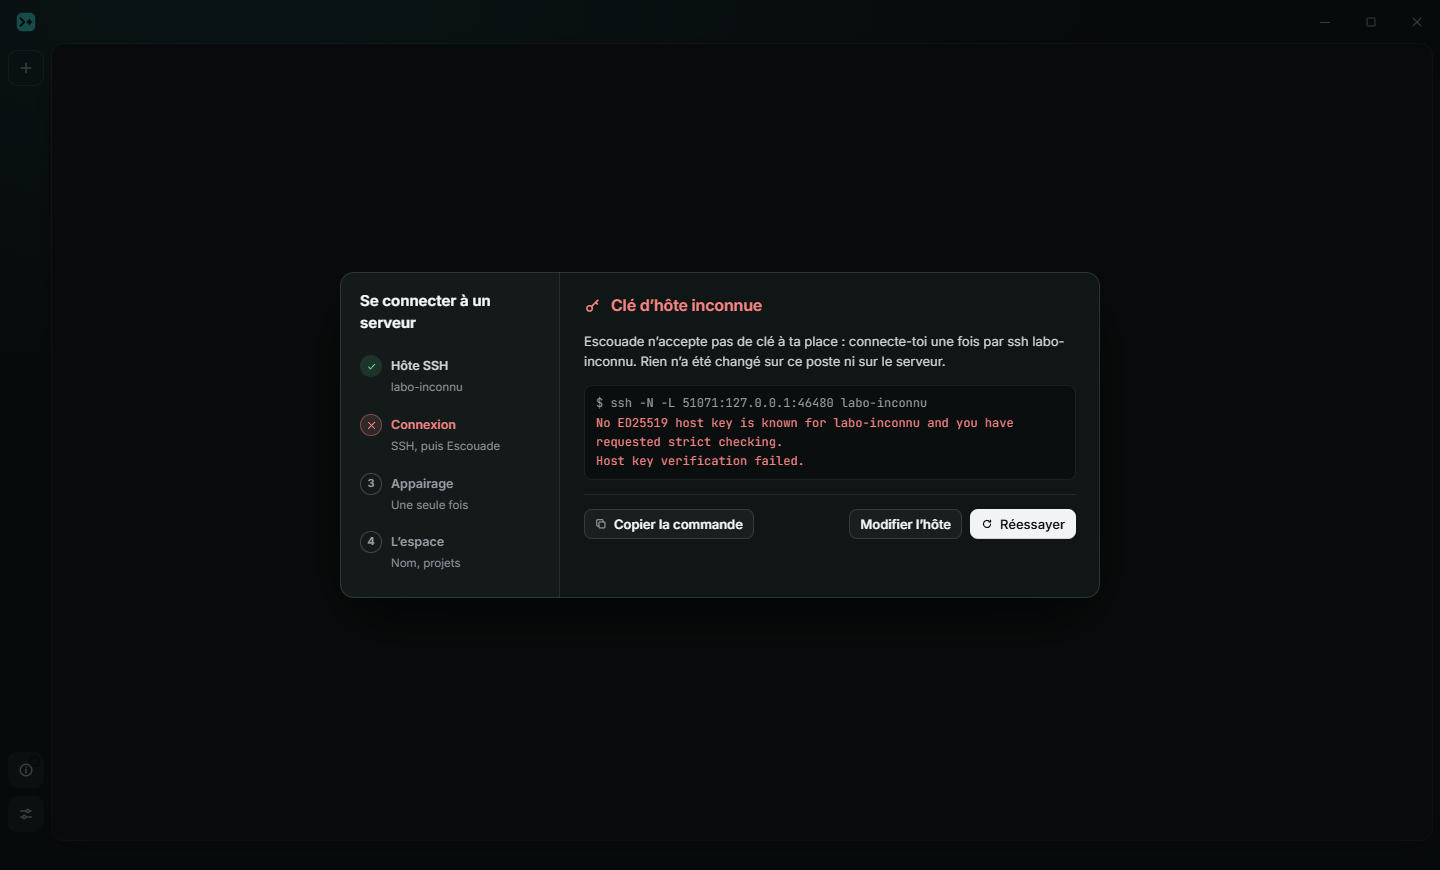 Se connecter à un
serveur
Hôte SSH
labo-inconnu
Connexion
SSH, puis Escouade
3 Appairage
Une seule fois
4 L’espace
Nom, projets
Clé d’hôte inconnue
Escouade n’accepte pas de clé à ta place : connecte-toi une fois par ssh labo-
inconnu. Rien n’a été changé sur ce poste ni sur le serveur.
$ ssh -N -L 51071:127.0.0.1:46480 labo-inconnu
No ED25519 host key is known for labo-inconnu and you have
requested strict checking.
Host key verification failed.
Copier la commande
Modifier l’hôte
Réessayer